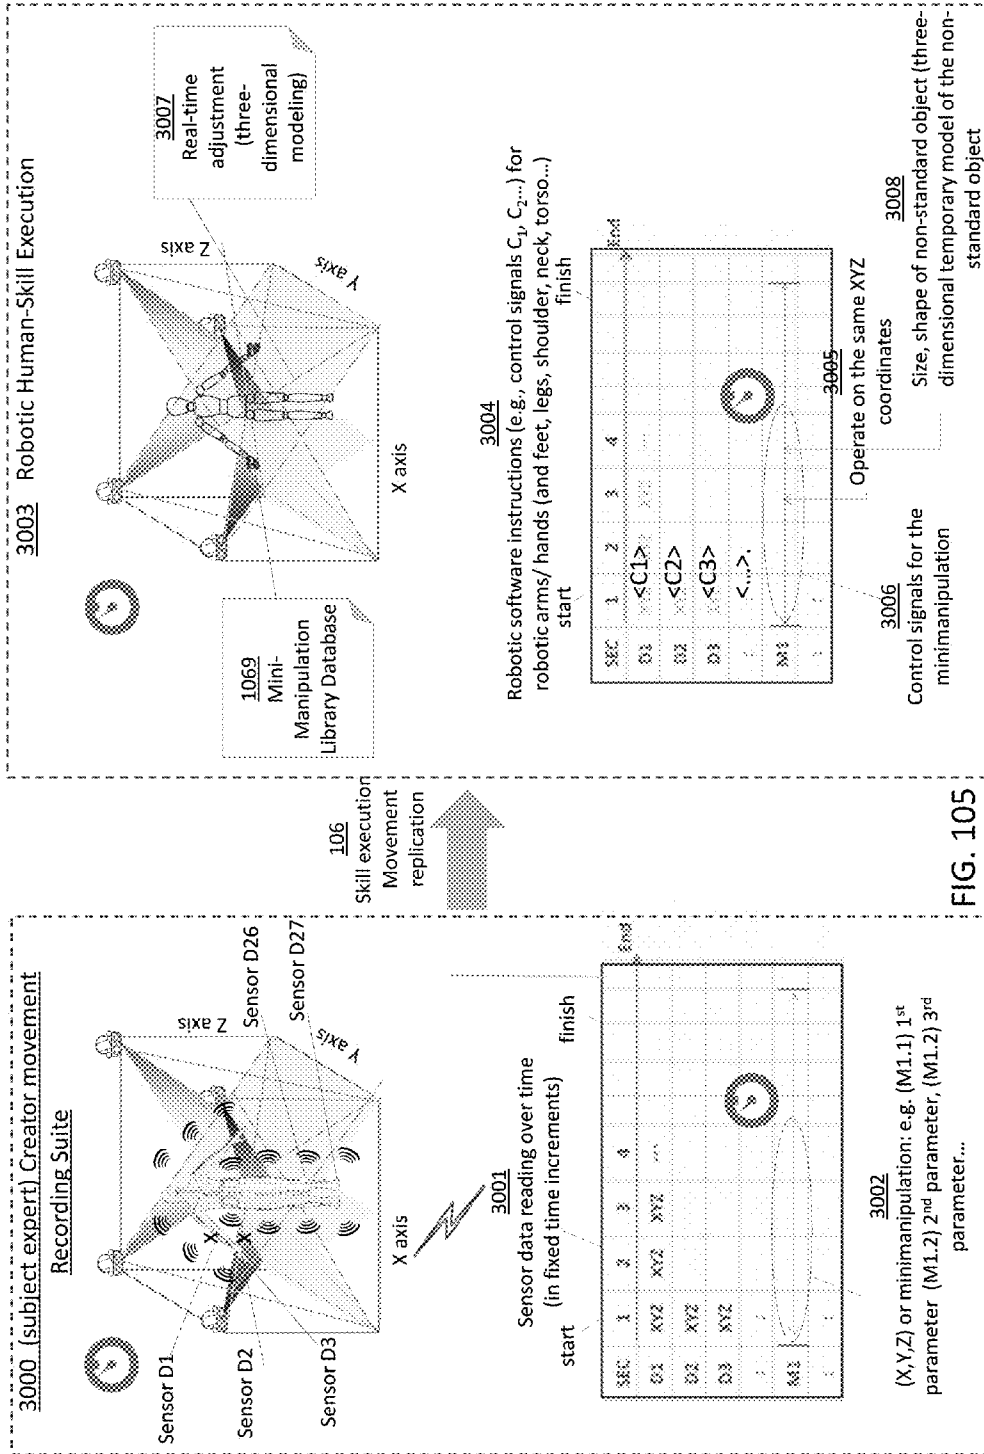 3000 (subject expert) Creator movement
Recording Suite
Z axis
Y axis
X axis
Sensor D26
Sensor D27
Sensor D1
Sensor D2
Sensor D3
3001
Sensor data reading over time
(in fixed time increments)
start
finish
SEC 1 2 3 4 End
D1 XYZ XYZ XYZ ...
D2 XYZ
D3 XYZ
:
M1
:
3002
(X,Y,Z) or minimanipulation: e.g. (M1.1) 1st
parameter (M1.2) 2nd parameter, (M1.2) 3rd
parameter...
106
Skill execution
Movement
replication
3003 Robotic Human-Skill Execution
Z axis
Y axis
X axis
1069
Mini-
Manipulation
Library Database
3007
Real-time
adjustment
(three-
dimensional
modeling)
3004
Robotic software instructions (e.g., control signals C1, C2...) for
robotic arms/ hands (and feet, legs, shoulder, neck, torso...)
start
finish
SEC 1 2 3 4 End
D1 <C1>
D2 <C2>
D3 <C3>
: <...>.
M1
:
3005
Operate on the same XYZ
coordinates
3006
Control signals for the
minimanipulation
3008
Size, shape of non-standard object (three-
dimensional temporary model of the non-
standard object
FIG. 105